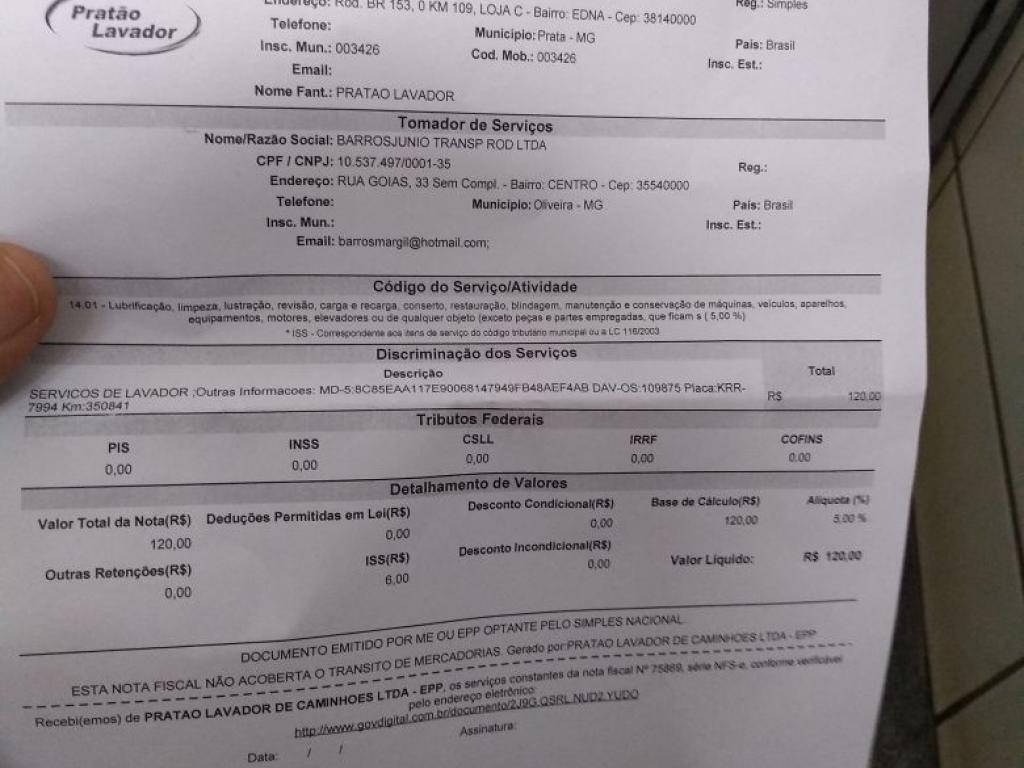 Pratão
Lavador
Endereço: Rod. BR 153, 0 KM 109, LOJA C - Bairro: EDNA - Cep: 38140000
Reg.: Simples
Telefone:
Município: Prata - MG
Insc. Mun.: 003426
Cod. Mob.: 003426
País: Brasil
Email:
Insc. Est.:
Nome Fant.: PRATAO LAVADOR
Tomador de Serviços
Nome/Razão Social: BARROSJUNIO TRANSP ROD LTDA
CPF / CNPJ: 10.537.497/0001-35
Reg.:
Endereço: RUA GOIAS, 33 Sem Compl. - Bairro: CENTRO - Cep: 35540000
Telefone:
Município: Oliveira - MG
País: Brasil
Insc. Mun.:
Insc. Est.:
Email: barrosmargil@hotmail.com;
Código do Serviço/Atividade
14.01 - Lubrificação, limpeza, lustração, revisão, carga e recarga, conserto, restauração, blindagem, manutenção e conservação de máquinas, veículos, aparelhos,
equipamentos, motores, elevadores ou de qualquer objeto (exceto peças e partes empregadas, que ficam s ( 5,00 %)
* ISS - Correspondente aos itens de serviço do código tributário municipal ou a LC 116/2003
Discriminação dos Serviços
Descrição
Total
SERVICOS DE LAVADOR ;Outras Informacoes: MD-5:8C85EAA117E90068147949FB48AEF4AB DAV-OS:109875 Placa:KRR-
7994 Km:350841
R$ 120,00
Tributos Federais
PIS INSS CSLL IRRF COFINS
0,00 0,00 0,00 0,00 0,00
Detalhamento de Valores
Valor Total da Nota(R$) Deduções Permitidas em Lei(R$) Desconto Condicional(R$) Base de Cálculo(R$) Alíquota (%)
120,00 0,00 0,00 120,00 5,00 %
Outras Retenções(R$) ISS(R$) Desconto Incondicional(R$) Valor Líquido: R$ 120,00
0,00 6,00 0,00
DOCUMENTO EMITIDO POR ME OU EPP OPTANTE PELO SIMPLES NACIONAL
ESTA NOTA FISCAL NÃO ACOBERTA O TRANSITO DE MERCADORIAS. Gerado por:PRATAO LAVADOR DE CAMINHOES LTDA - EPP
Recebi(emos) de PRATAO LAVADOR DE CAMINHOES LTDA - EPP, os serviços constantes da nota fiscal Nº 75889, série NFS-e, conforme verificável
pelo endereço eletrônico:
http://www.govdigital.com.br/documento/2J9G.QSRL.NUD2.YUDO
Data: / /
Assinatura: